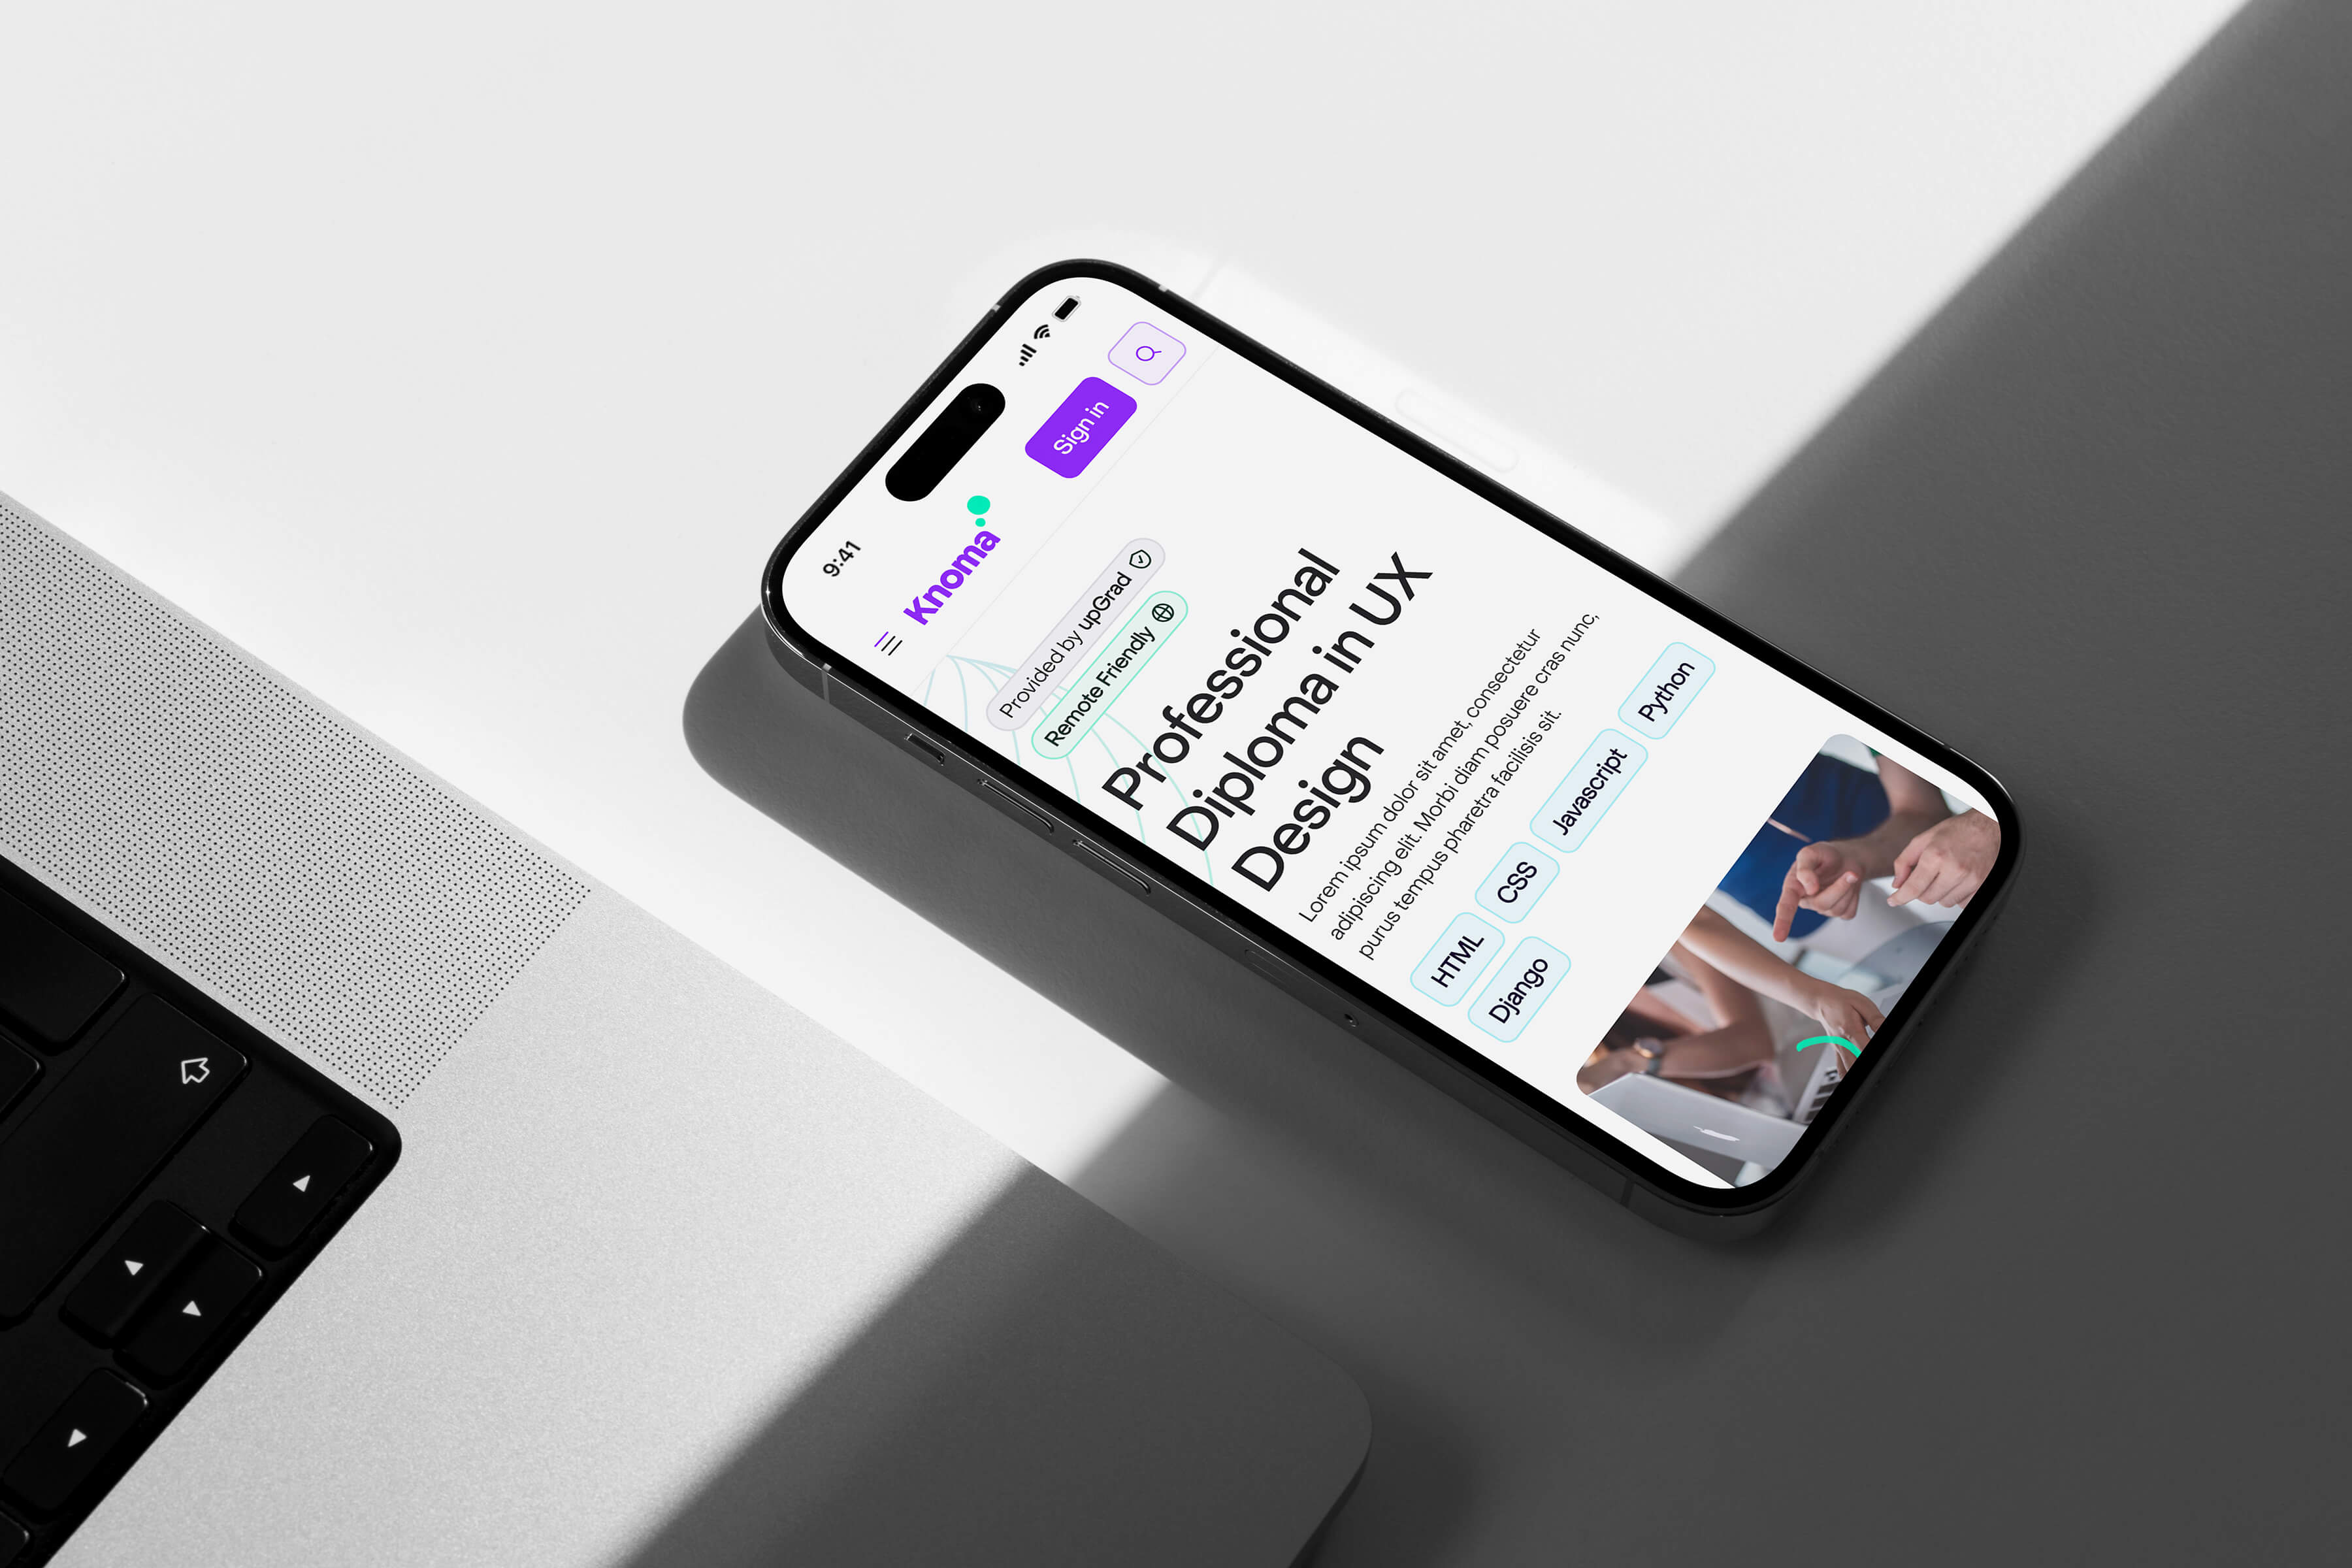 9:41
Knoma
Sign in
Provided by upGrad
Remote Friendly
Professional
Diploma in UX
Design
Lorem ipsum dolor sit amet, consectetur
adipiscing elit. Morbi diam posuere cras nunc,
purus tempus pharetra facilisis sit.
HTML CSS Javascript Python
Django